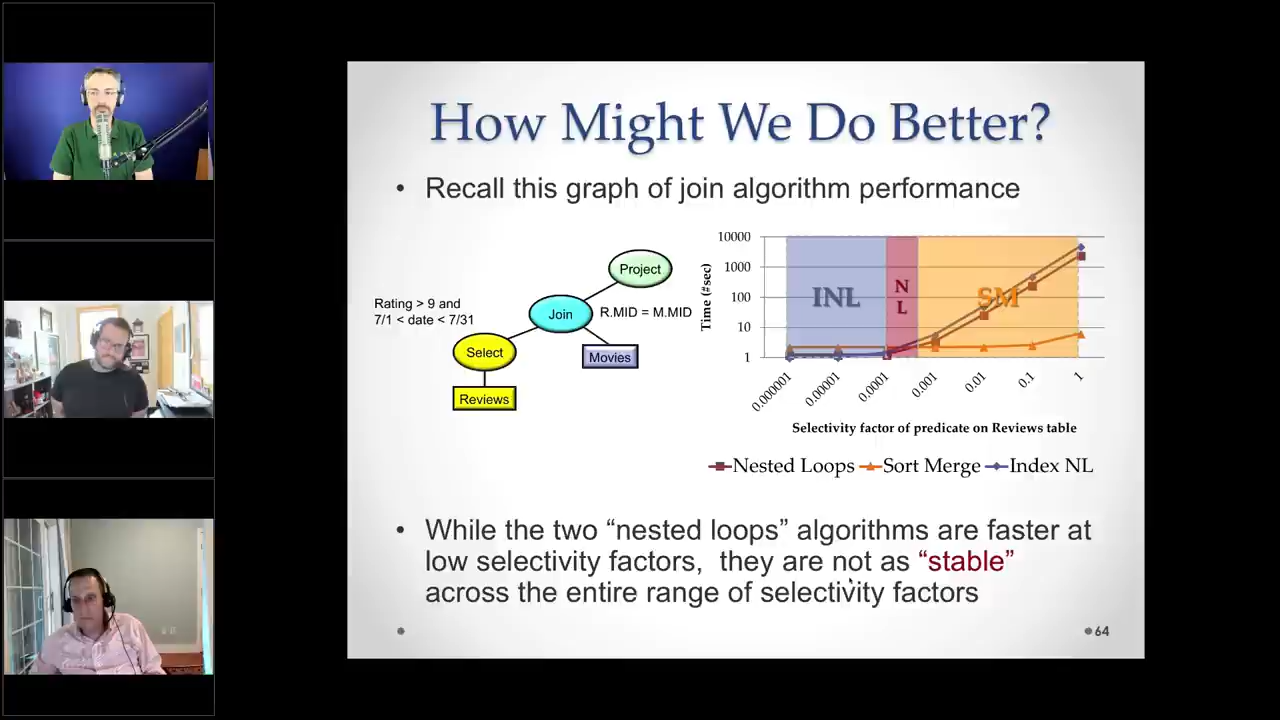 How Might We Do Better?
• Recall this graph of join algorithm performance
Rating > 9 and
7/1 < date < 7/31
Project
Join
R.MID = M.MID
Select
Movies
Reviews
Time (#sec)
10000
1000
100
10
1
INL
N
L
SM
0.000001
0.00001
0.0001
0.001
0.01
0.1
1
Selectivity factor of predicate on Reviews table
Nested Loops Sort Merge Index NL
• While the two “nested loops” algorithms are faster at
low selectivity factors, they are not as “stable”
across the entire range of selectivity factors
64